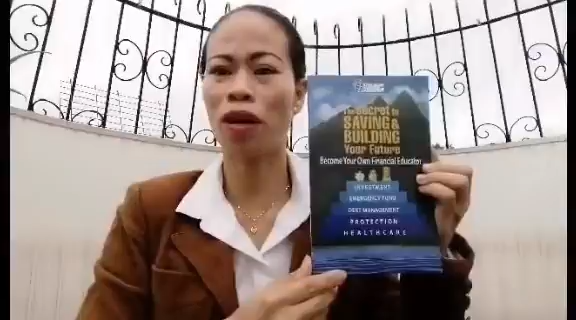 The Secret to
SAVING &
BUILDING
Your Future
Become Your Own Financial Educator
INVESTMENT
EMERGENCY FUND
DEBT MANAGEMENT
PROTECTION
HEALTHCARE